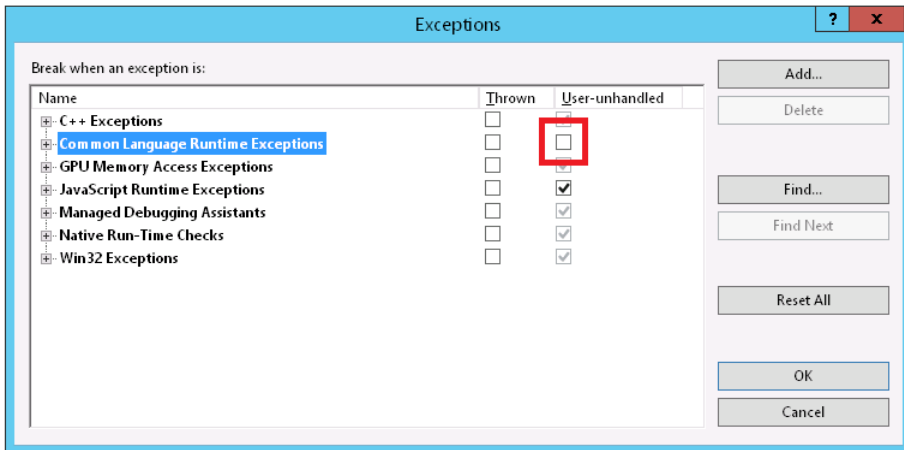 Exceptions
? x
Break when an exception is:
Name Thrown User-unhandled
C++ Exceptions
Common Language Runtime Exceptions
GPU Memory Access Exceptions
JavaScript Runtime Exceptions
Managed Debugging Assistants
Native Run-Time Checks
Win32 Exceptions
Add...
Delete
Find...
Find Next
Reset All
OK
Cancel